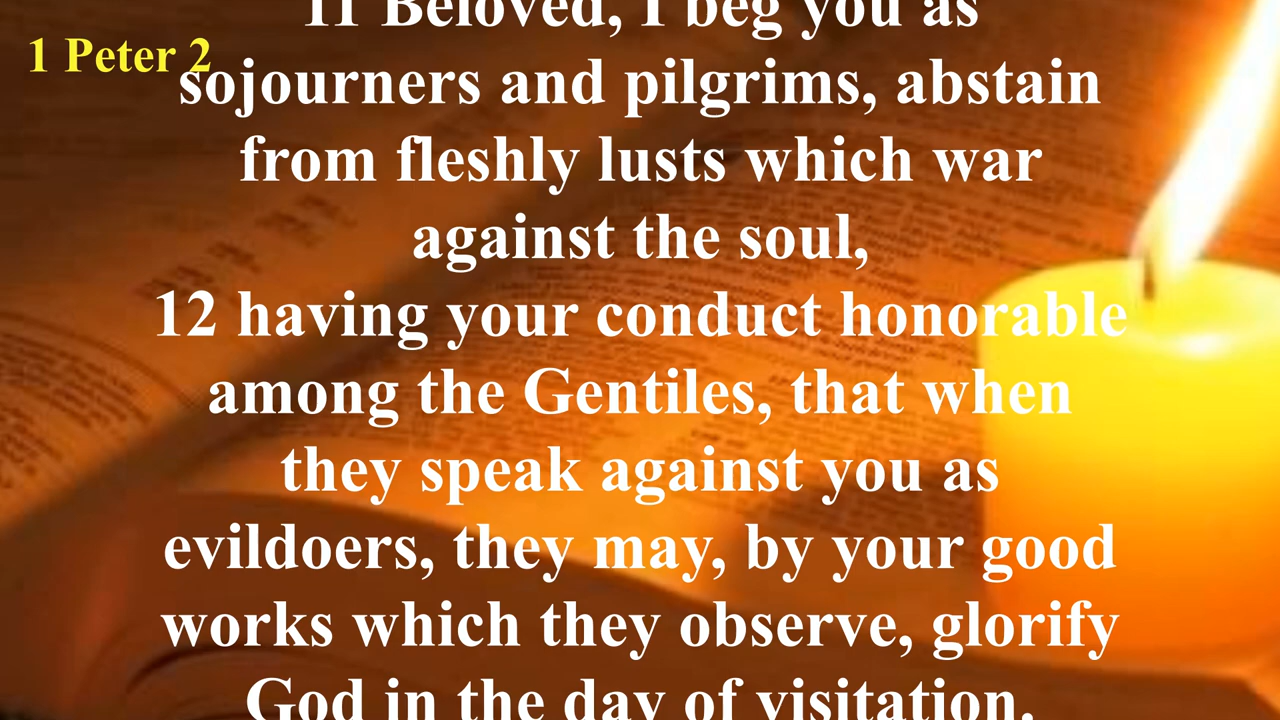 11 Beloved, I beg you as
1 Peter 2
sojourners and pilgrims, abstain
from fleshly lusts which war
against the soul,
12 having your conduct honorable
among the Gentiles, that when
they speak against you as
evildoers, they may, by your good
works which they observe, glorify
God in the day of visitation.